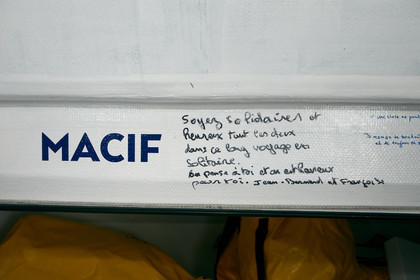 MACIF
Soyez solidaires et
heureux tout les deux
dans ce long voyage en
solitaire.
On pense à toi et on est heureux
pour toi. Jean-Bernard et Françoise